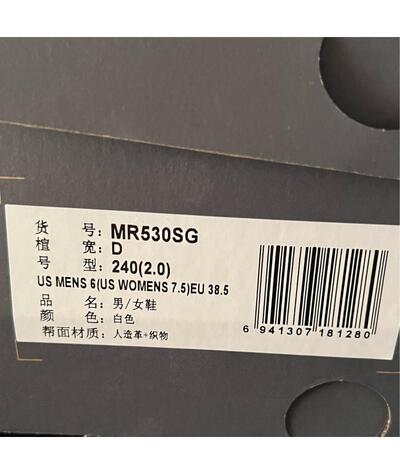 货 号: MR530SG
楦 宽: D
号 型: 240(2.0)
US MENS 6(US WOMENS 7.5)EU 38.5
品 名: 男/女鞋
颜 色: 白色
帮面材质: 人造革+织物
6 941307 181280